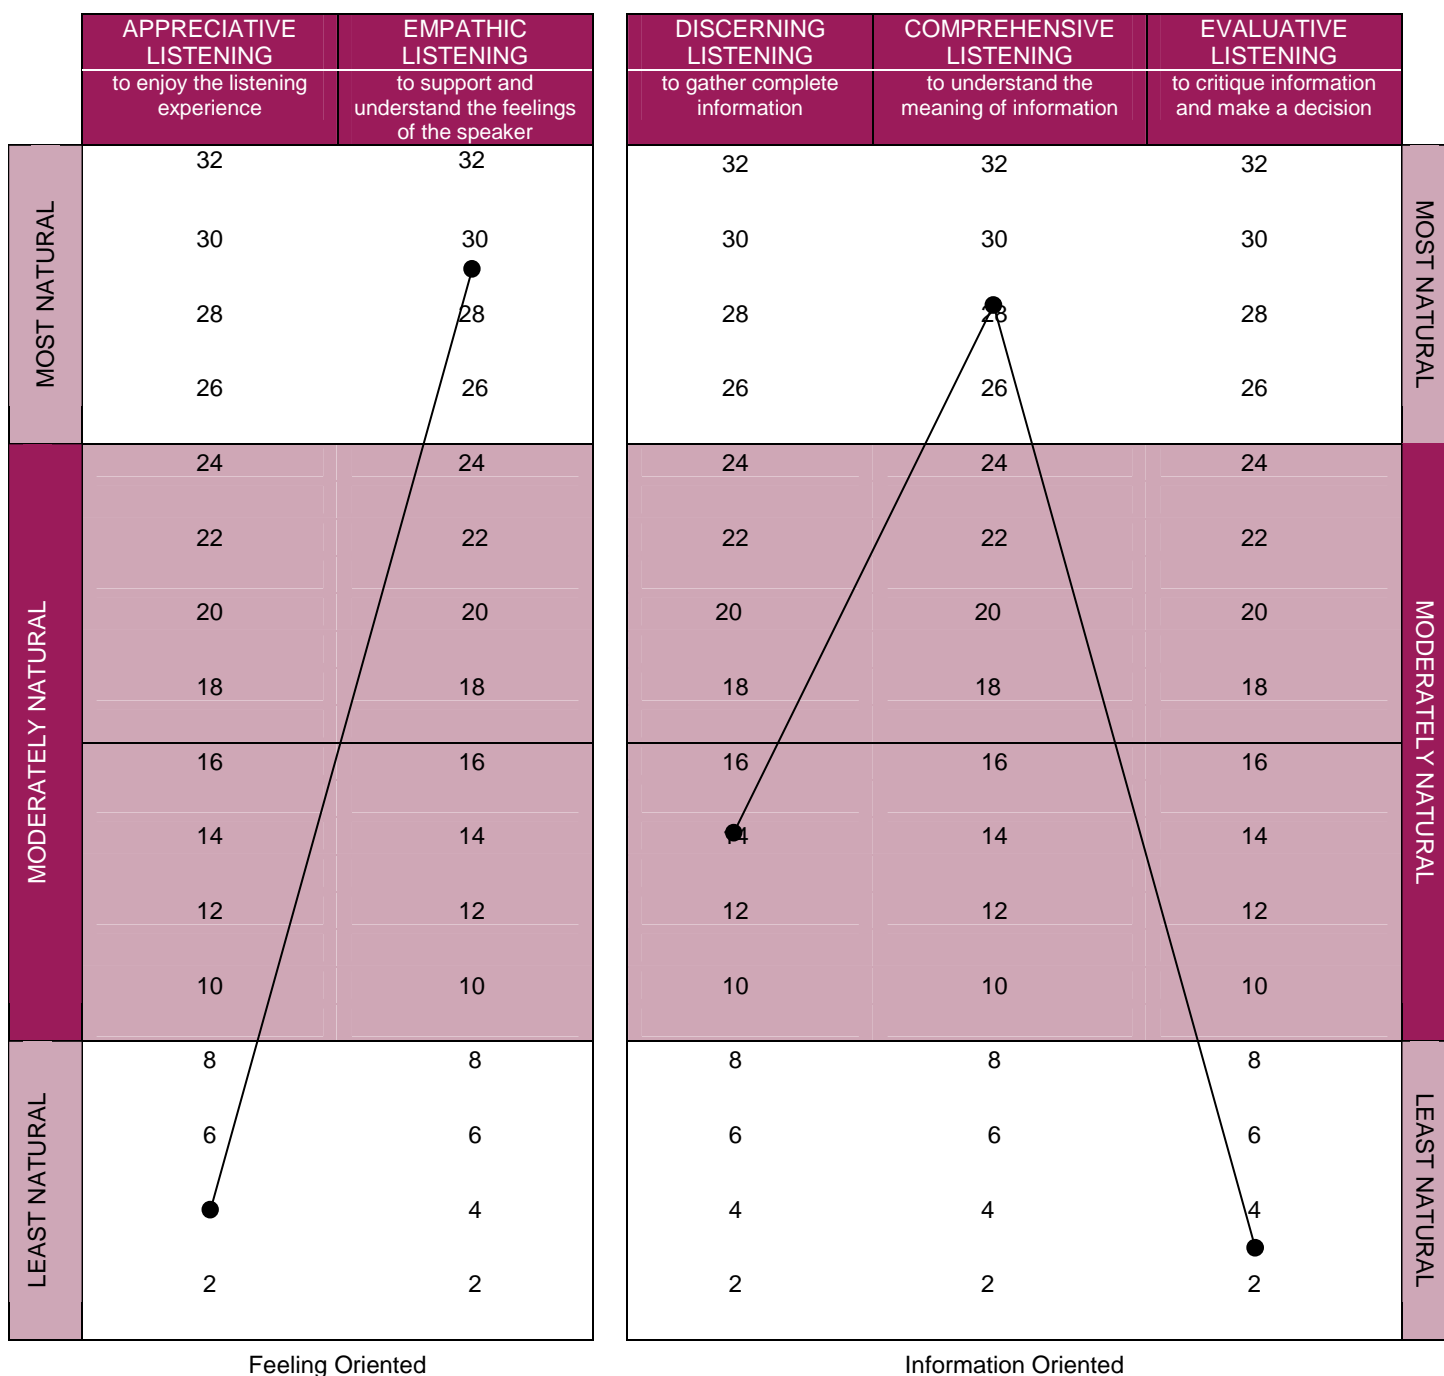 APPRECIATIVE LISTENING
to enjoy the listening experience
EMPATHIC LISTENING
to support and understand the feelings of the speaker
DISCERNING LISTENING
to gather complete information
COMPREHENSIVE LISTENING
to understand the meaning of information
EVALUATIVE LISTENING
to critique information and make a decision
MOST NATURAL
32 32 32 32 32
30 30 30 30 30
28 28 28 28 28
26 26 26 26 26
MOST NATURAL
MODERATELY NATURAL
24 24 24 24 24
22 22 22 22 22
20 20 20 20 20
18 18 18 18 18
16 16 16 16 16
14 14 14 14 14
12 12 12 12 12
10 10 10 10 10
MODERATELY NATURAL
LEAST NATURAL
8 8 8 8 8
6 6 6 6 6
4 4 4 4
2 2 2 2 2
LEAST NATURAL
Feeling Oriented
Information Oriented